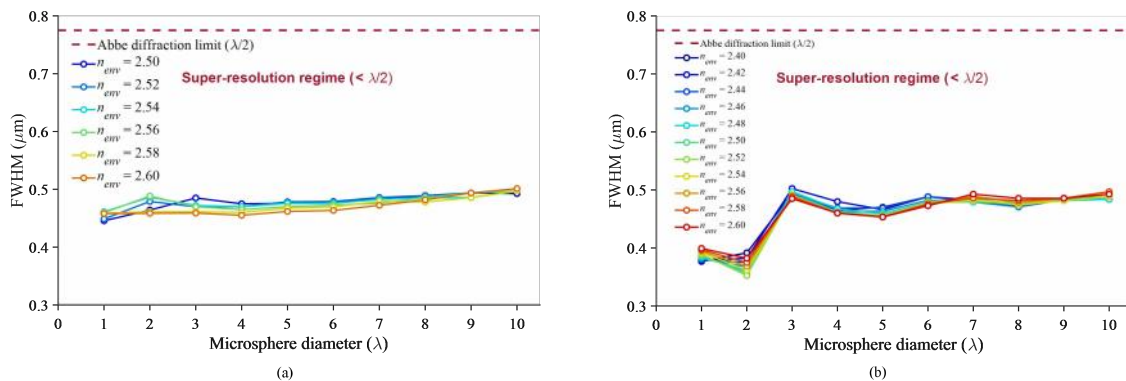 0.8
0.7
0.6
0.5
0.4
0.3
FWHM (μm)
Abbe diffraction limit (λ/2)
n_env = 2.50
n_env = 2.52
n_env = 2.54
n_env = 2.56
n_env = 2.58
n_env = 2.60
Super-resolution regime (< λ/2)
0 1 2 3 4 5 6 7 8 9 10
Microsphere diameter (λ)
(a)
0.8
0.7
0.6
0.5
0.4
0.3
FWHM (μm)
Abbe diffraction limit (λ/2)
n_env = 2.40
n_env = 2.42
n_env = 2.44
n_env = 2.46
n_env = 2.48
n_env = 2.50
n_env = 2.52
n_env = 2.54
n_env = 2.56
n_env = 2.58
n_env = 2.60
Super-resolution regime (< λ/2)
0 1 2 3 4 5 6 7 8 9 10
Microsphere diameter (λ)
(b)